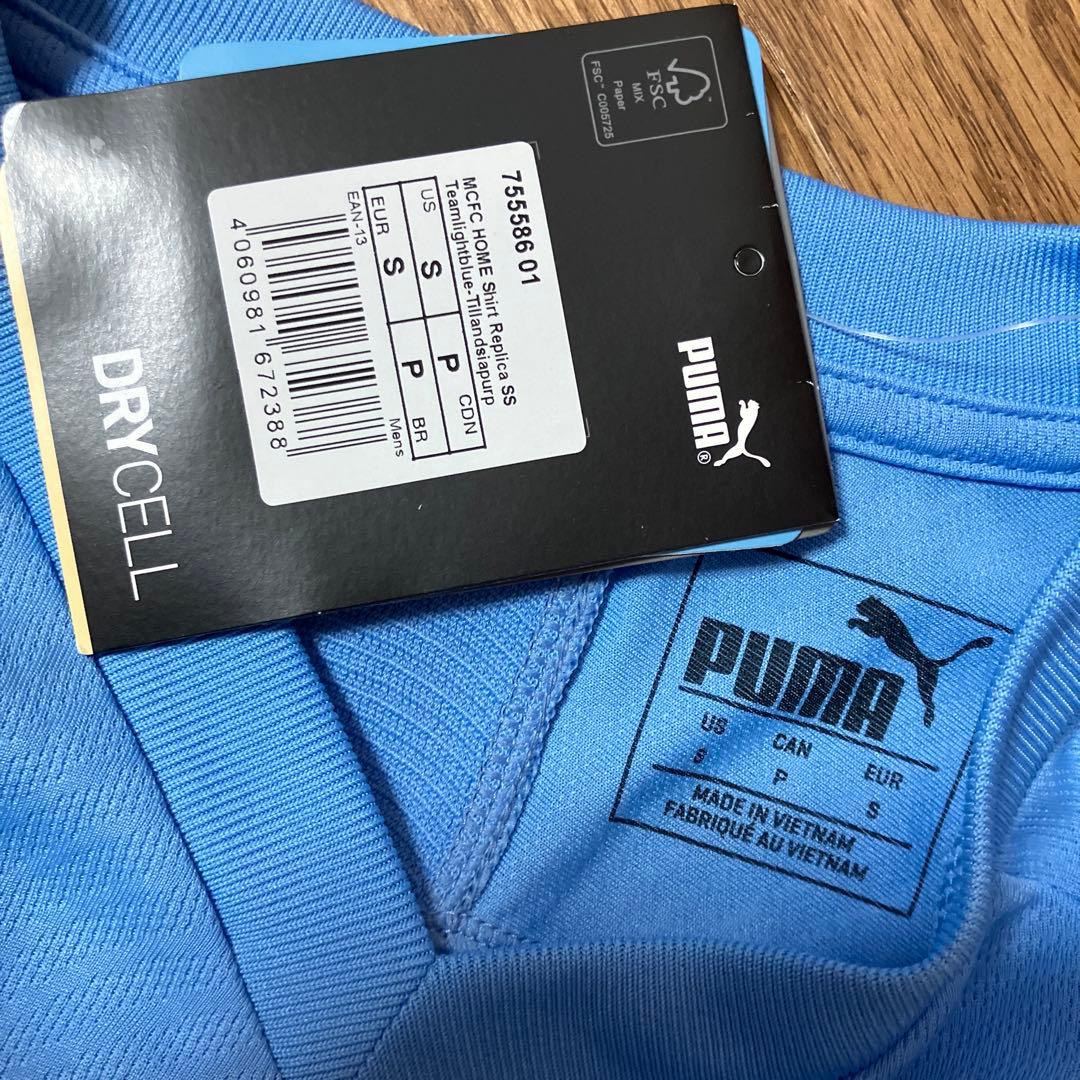 FSC
MIX
Paper
FSC™ C005725
755586 01
MCFC HOME Shirt Replica SS
Teamlightblue-Tillandsiapurp
US S P CDN
EUR S P BR
EAN-13
Mens
4 060981 672388
PUMA®
DRYCELL
PUMA
US CAN EUR
S P S
MADE IN VIETNAM
FABRIQUÉ AU VIETNAM